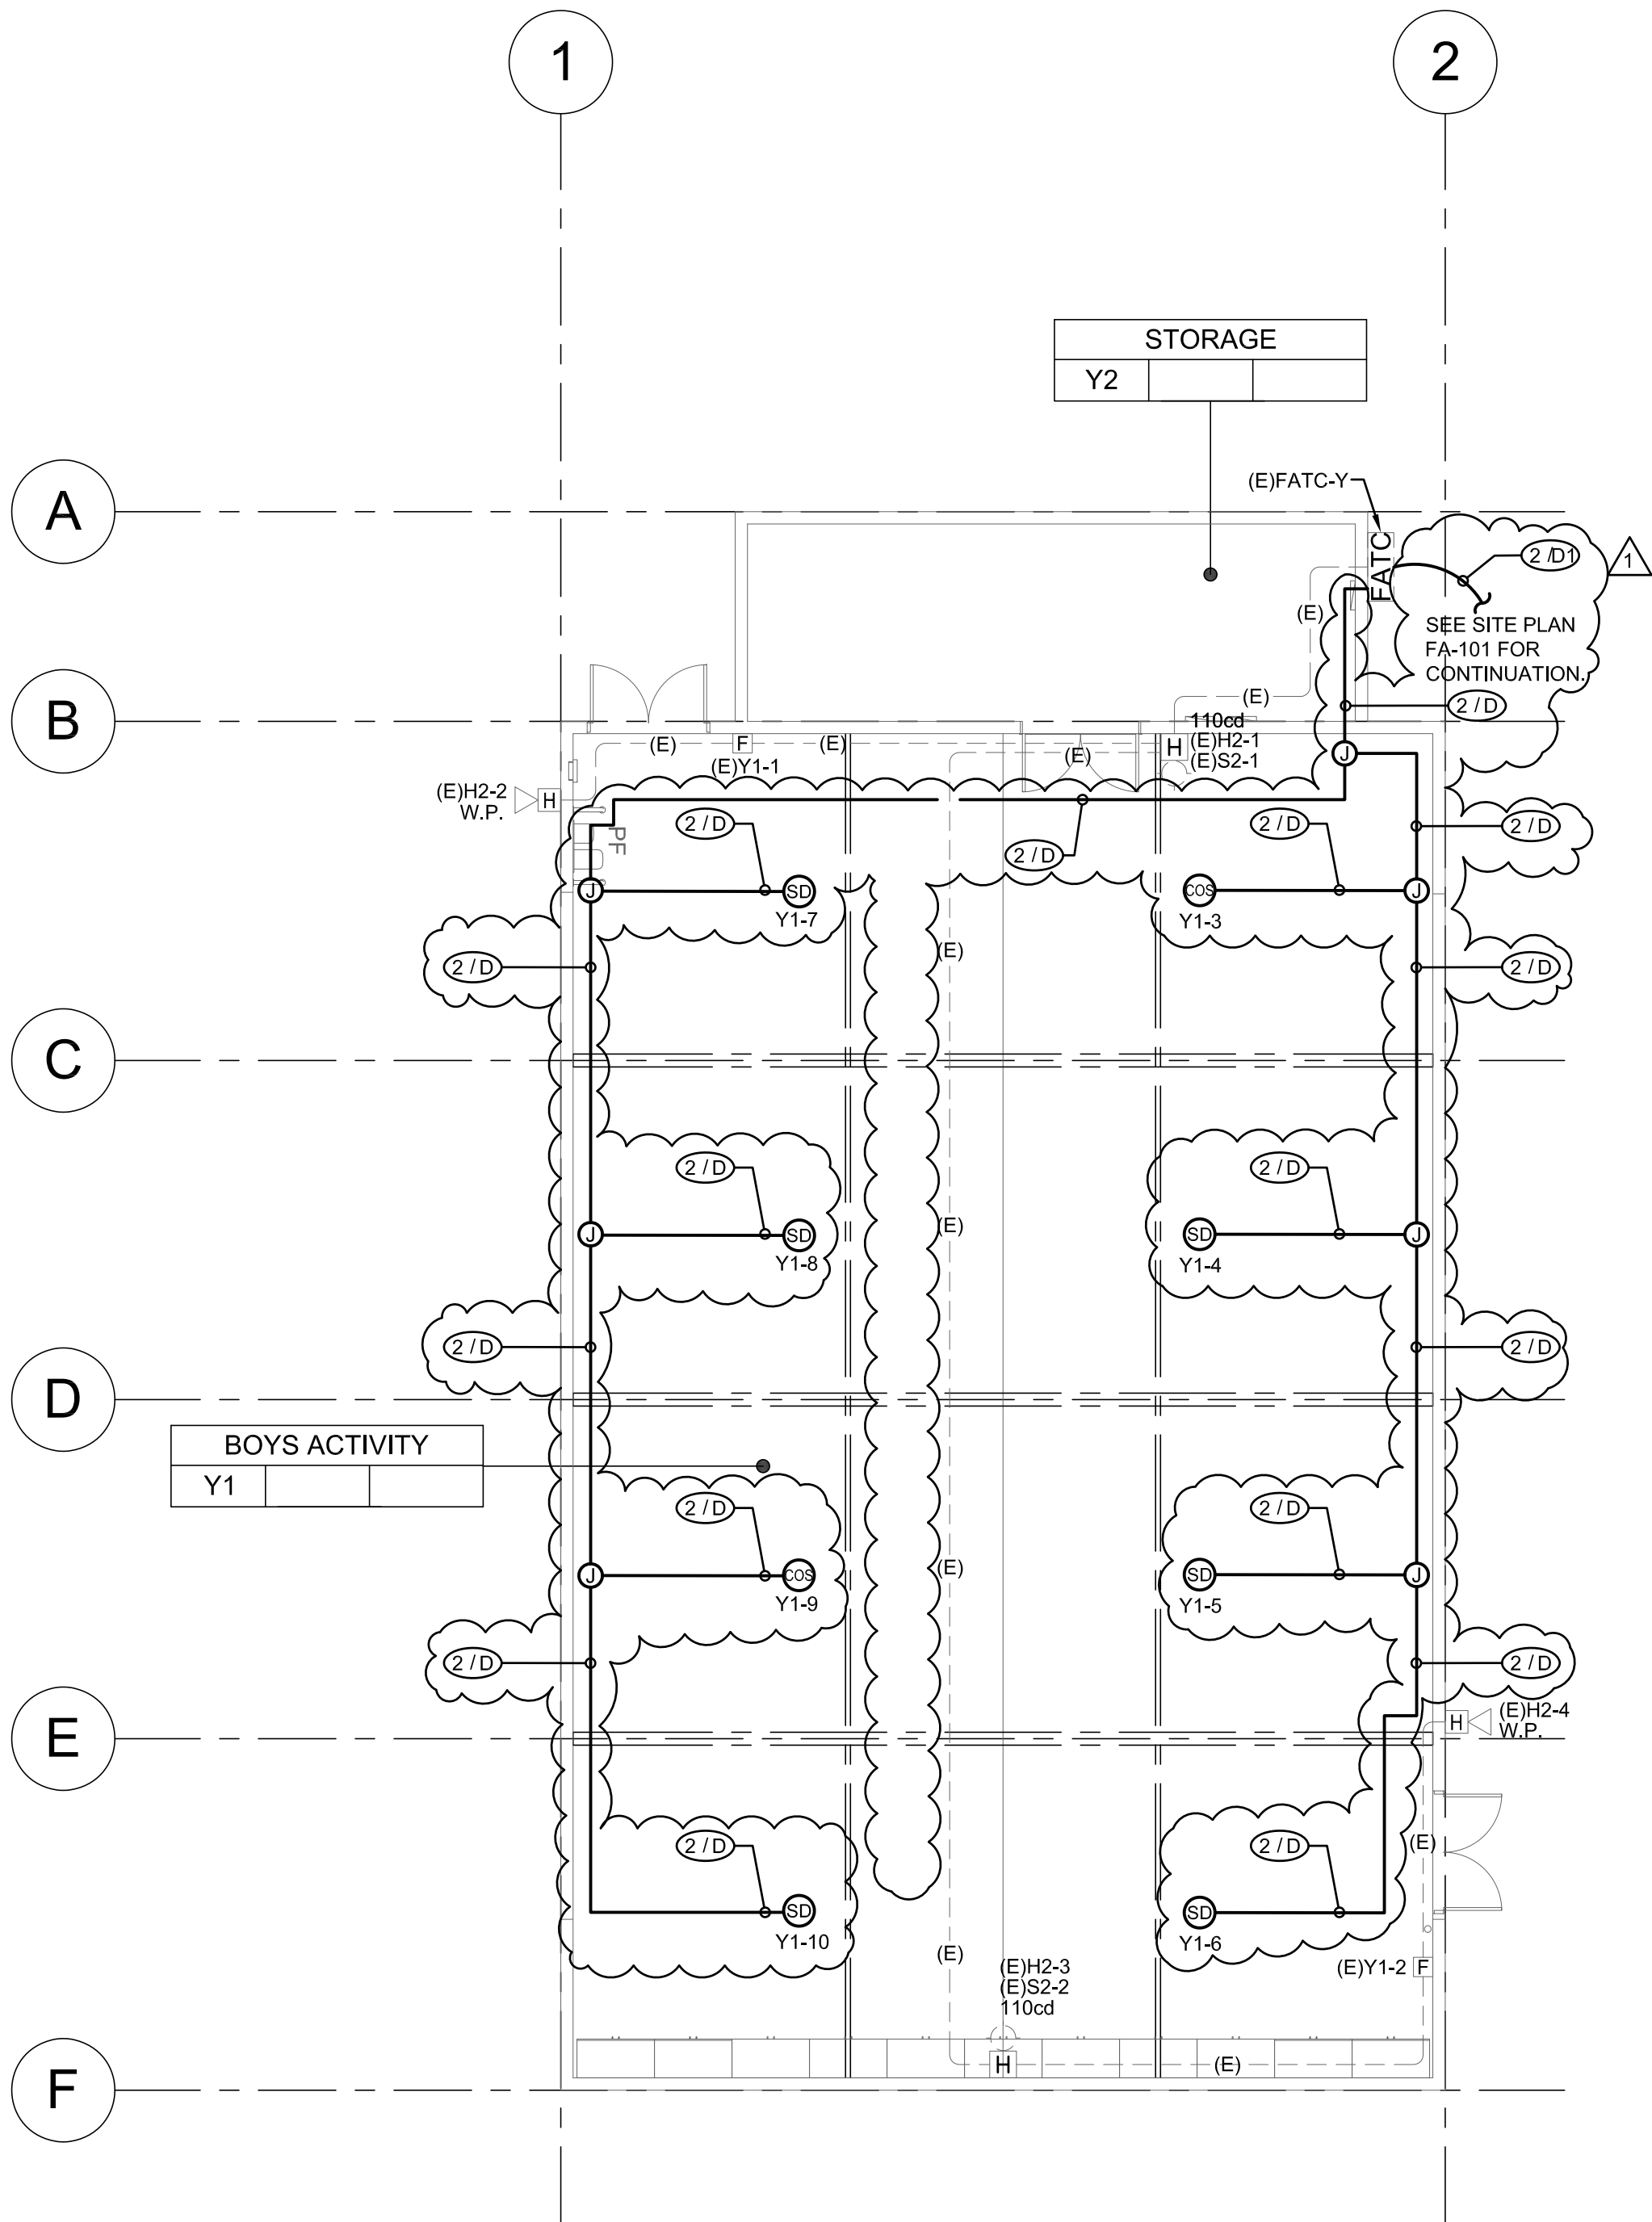 1
2
STORAGE
Y2
(E)FATC-Y
A
FATC
2 /D1
1
(E)
SEE SITE PLAN
FA-101 FOR
CONTINUATION.
(E)
2 / D
B
110cd
(E)H2-1
(E)S2-1
H
(E)
F
(E)
(E)
J
(E)Y1-1
(E)H2-2
W.P.
H
PF
2 / D
2 / D
2 / D
2 / D
J
SD
COS
J
Y1-7
Y1-3
(E)
2 / D
2 / D
C
2 / D
2 / D
(E)
J
SD
SD
J
Y1-8
Y1-4
2 / D
2 / D
D
BOYS ACTIVITY
Y1
2 / D
2 / D
(E)
J
COS
SD
J
Y1-9
Y1-5
2 / D
2 / D
E
(E)H2-4
W.P.
H
2 / D
2 / D
(E)
SD
SD
Y1-10
Y1-6
(E)
(E)H2-3
(E)S2-2
110cd
(E)Y1-2
F
H
(E)
F